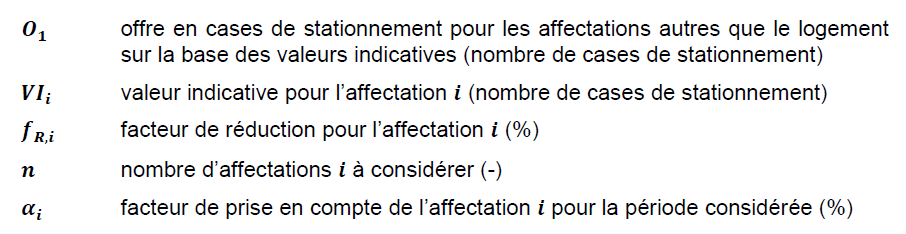 O₁ offre en cases de stationnement pour les affectations autres que le logement
sur la base des valeurs indicatives (nombre de cases de stationnement)
VIᵢ valeur indicative pour l’affectation i (nombre de cases de stationnement)
f_{R,i} facteur de réduction pour l’affectation i (%)
n nombre d’affectations i à considérer (-)
αᵢ facteur de prise en compte de l’affectation i pour la période considérée (%)